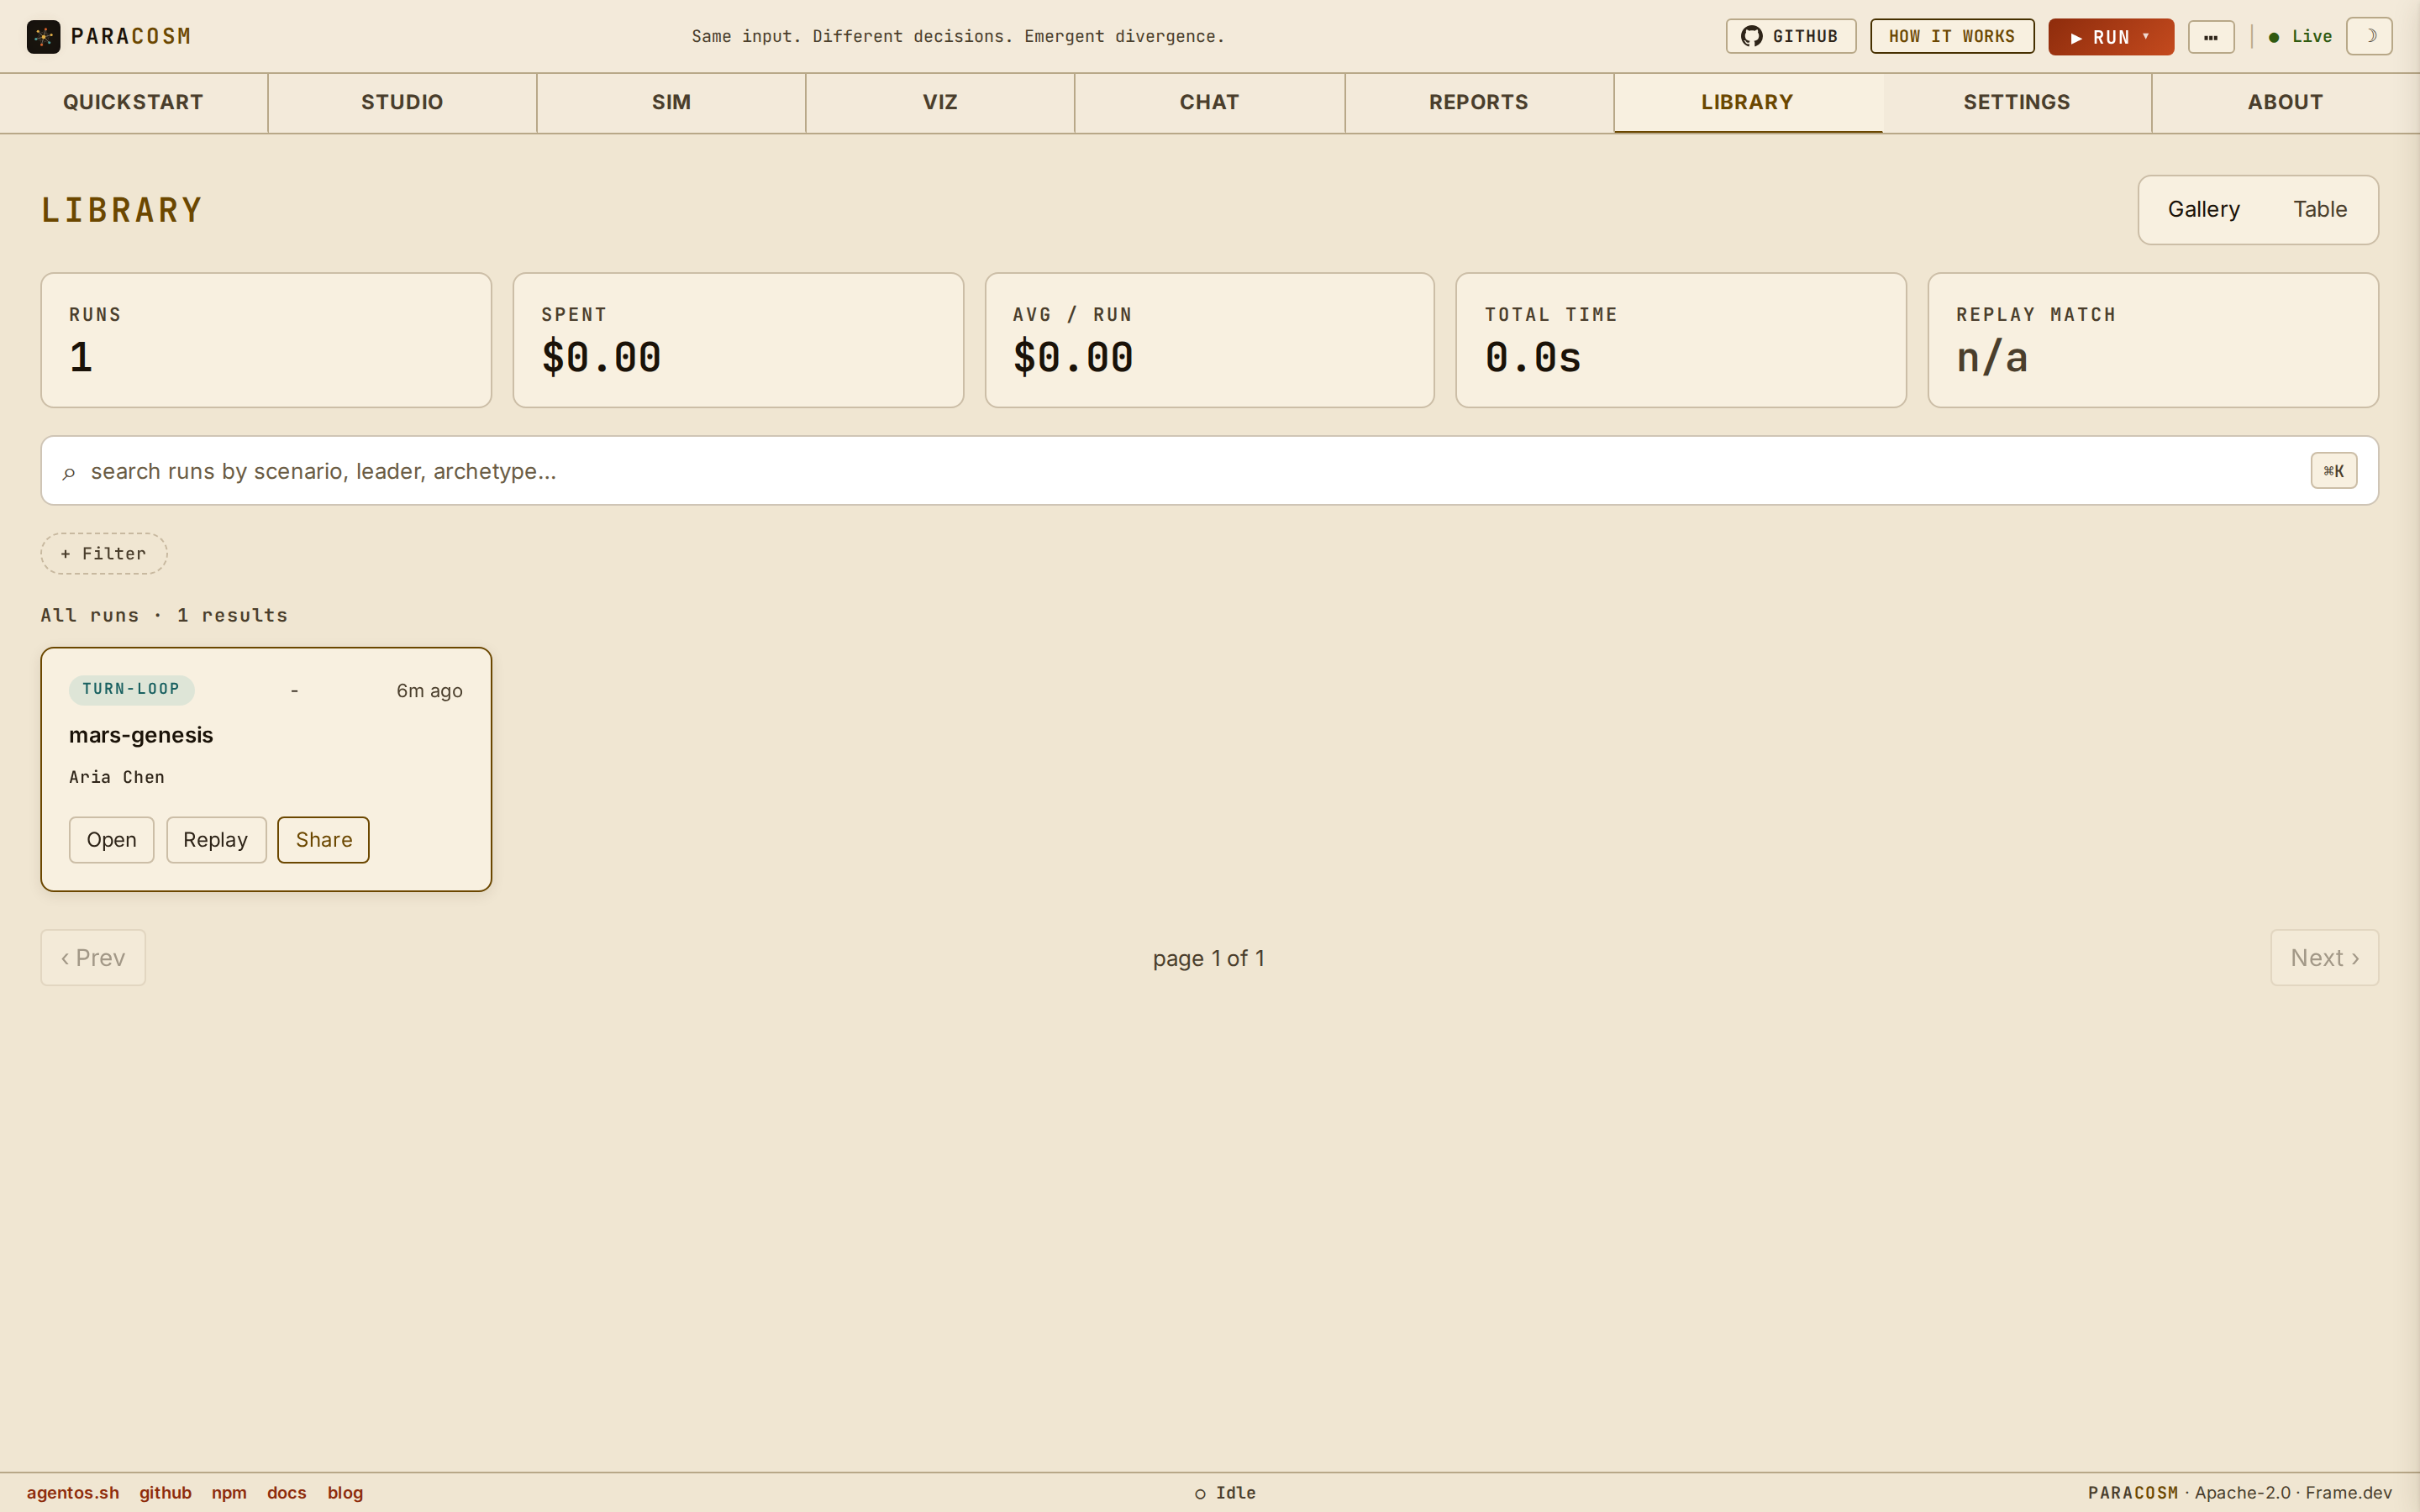 PARACOSM
Same input. Different decisions. Emergent divergence.
GITHUB
HOW IT WORKS
▶ RUN ▾
⋯
● Live
QUICKSTART
STUDIO
SIM
VIZ
CHAT
REPORTS
LIBRARY
SETTINGS
ABOUT
LIBRARY
Gallery
Table
RUNS
1
SPENT
$0.00
AVG / RUN
$0.00
TOTAL TIME
0.0s
REPLAY MATCH
n/a
search runs by scenario, leader, archetype...
⌘K
+ Filter
All runs · 1 results
TURN-LOOP
-
6m ago
mars-genesis
Aria Chen
Open
Replay
Share
‹ Prev
page 1 of 1
Next ›
agentos.sh github npm docs blog
○ Idle
PARACOSM · Apache-2.0 · Frame.dev